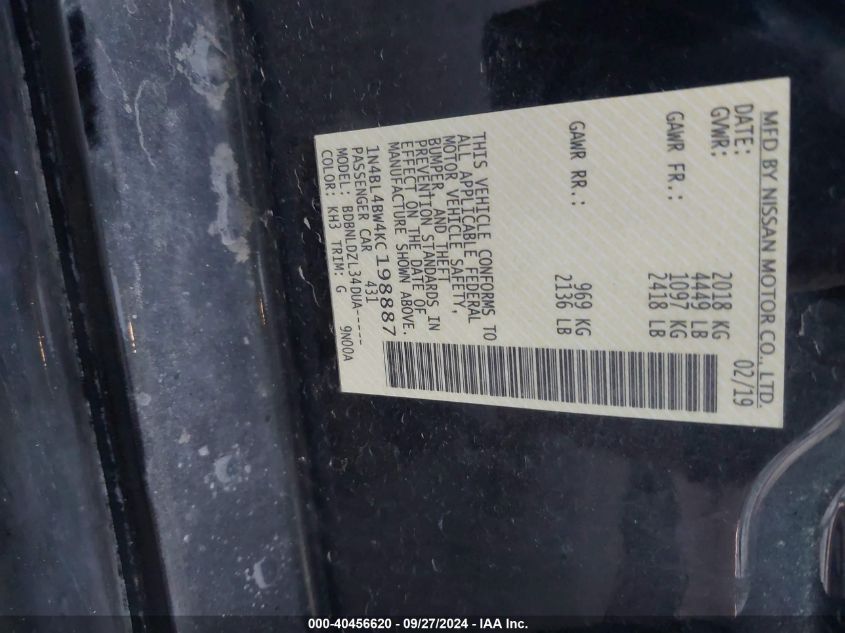 MFD BY NISSAN MOTOR CO., LTD.
DATE: 02/19
GVWR: 2018 KG
4449 LB
GAWR FR.: 1097 KG
2418 LB
GAWR RR.: 969 KG
2136 LB
THIS VEHICLE CONFORMS TO
ALL APPLICABLE FEDERAL
MOTOR VEHICLE SAFETY,
BUMPER, AND THEFT
PREVENTION STANDARDS IN
EFFECT ON THE DATE OF
MANUFACTURE SHOWN ABOVE.
1N4BL4BW4KC198887
PASSENGER CAR 431
MODEL: BDBNLDZL34DUA-----
COLOR: KH3 TRIM: G 9N00A
000-40456620 - 09/27/2024 - IAA Inc.